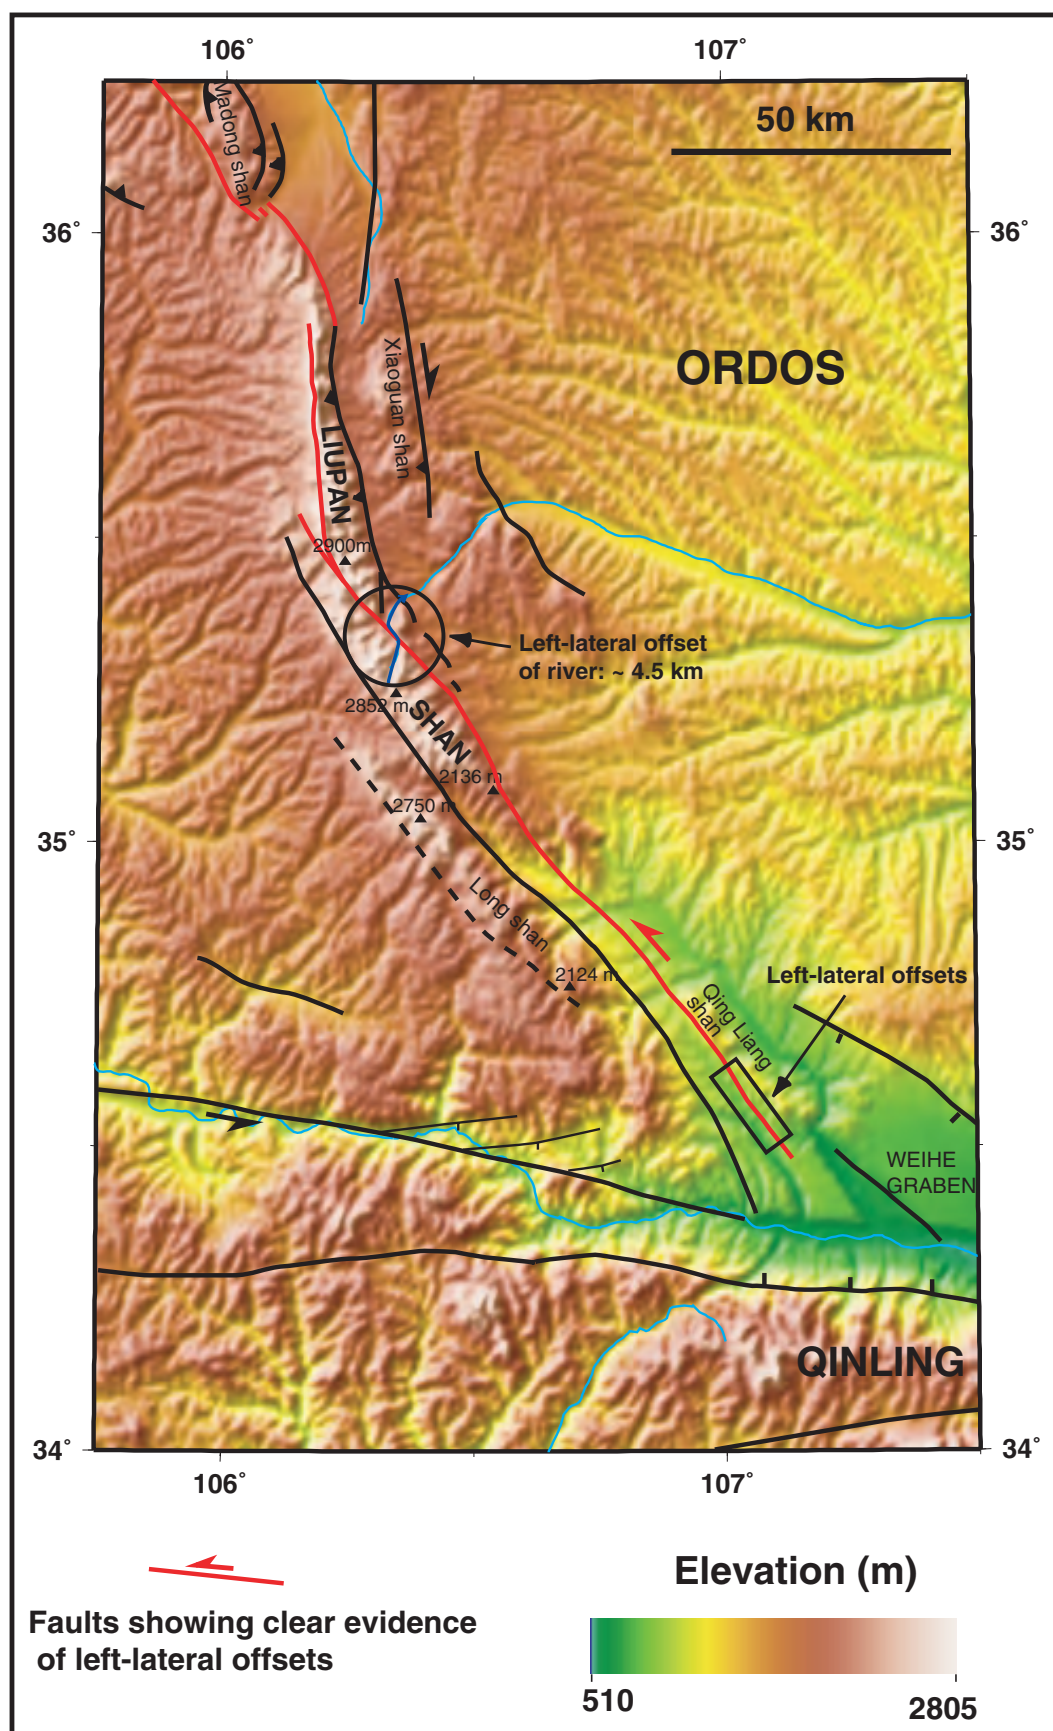 106°
107°
50 km
Madong shan
36°
36°
ORDOS
Xiaoguan shan
LIUPAN
2900m
Left-lateral offset
of river: ~ 4.5 km
2852 m
SHAN
2136 m
2750 m
35°
35°
Long shan
2124 m
Left-lateral offsets
Qing Liang
shan
WEIHE
GRABEN
QINLING
34°
34°
106°
107°
Elevation (m)
Faults showing clear evidence
of left-lateral offsets
510
2805